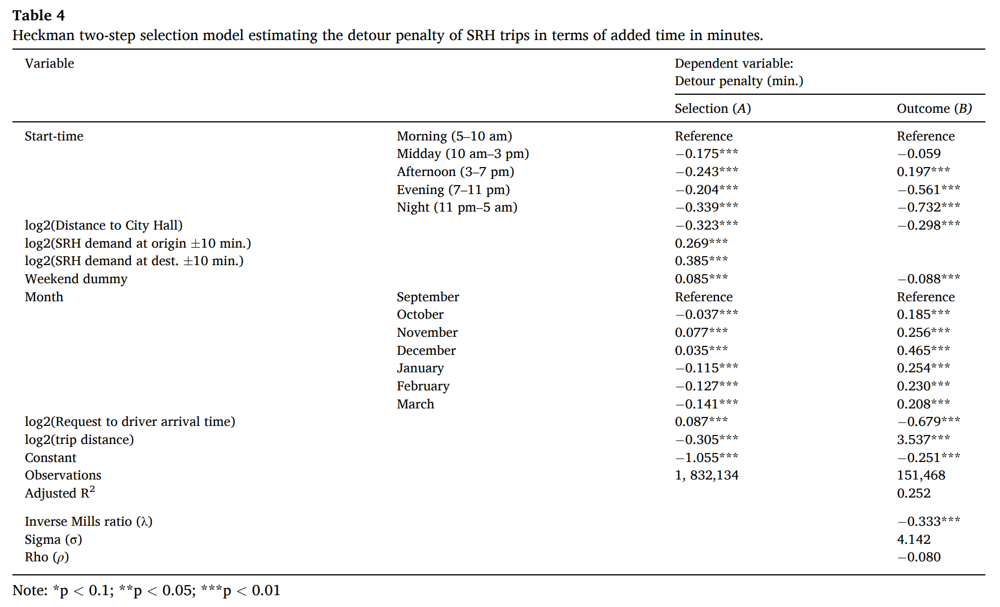 Table 4
Heckman two-step selection model estimating the detour penalty of SRH trips in terms of added time in minutes.
Variable Dependent variable:
Detour penalty (min.)
Selection (A) Outcome (B)
Start-time Morning (5–10 am) Reference Reference
Midday (10 am–3 pm) −0.175*** −0.059
Afternoon (3–7 pm) −0.243*** 0.197***
Evening (7–11 pm) −0.204*** −0.561***
Night (11 pm–5 am) −0.339*** −0.732***
log2(Distance to City Hall) −0.323*** −0.298***
log2(SRH demand at origin ±10 min.) 0.269***
log2(SRH demand at dest. ±10 min.) 0.385***
Weekend dummy 0.085*** −0.088***
Month September Reference Reference
October −0.037*** 0.185***
November 0.077*** 0.256***
December 0.035*** 0.465***
January −0.115*** 0.254***
February −0.127*** 0.230***
March −0.141*** 0.208***
log2(Request to driver arrival time) 0.087*** −0.679***
log2(trip distance) −0.305*** 3.537***
Constant −1.055*** −0.251***
Observations 1, 832,134 151,468
Adjusted R² 0.252
Inverse Mills ratio (λ) −0.333***
Sigma (σ) 4.142
Rho (ρ) −0.080
Note: *p < 0.1; **p < 0.05; ***p < 0.01